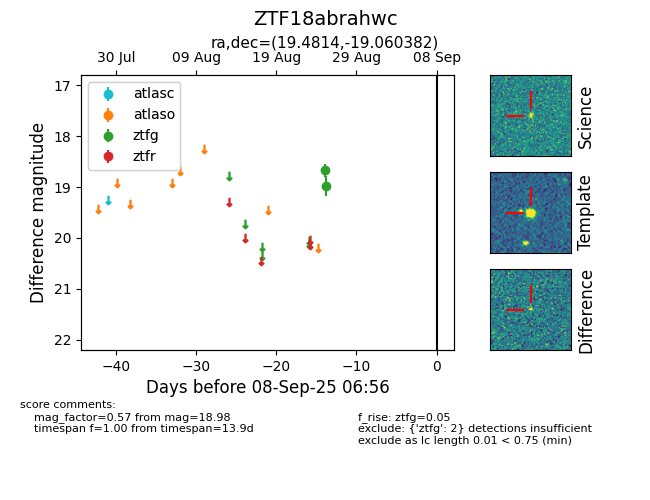 ZTF18abrahwc
ra,dec=(19.4814,-19.060382)
30 Jul 09 Aug 19 Aug 29 Aug 08 Sep
17
18
19
20
21
22
Difference magnitude
atlasc
atlaso
ztfg
ztfr
−40 −30 −20 −10 0
Days before 08-Sep-25 06:56
Science
Template
Difference
score comments:
mag_factor=0.57 from mag=18.98
timespan f=1.00 from timespan=13.9d
f_rise: ztfg=0.05
exclude: {'ztfg': 2} detections insufficient
exclude as lc length 0.01 < 0.75 (min)